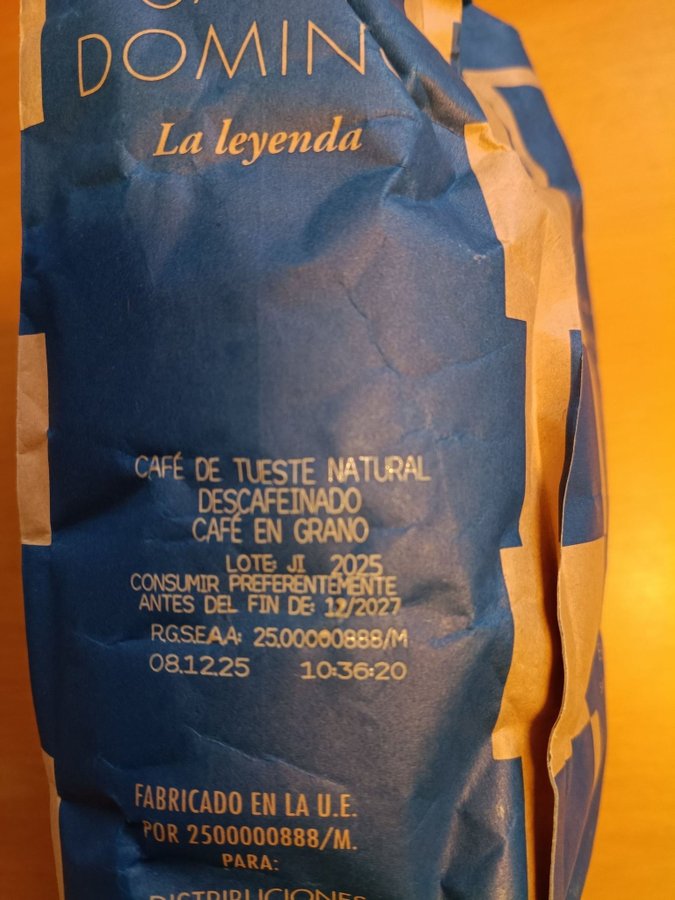 DOMIN
La leyenda
CAFÉ DE TUESTE NATURAL
DESCAFEINADO
CAFÉ EN GRANO
LOTE: JI 2025
CONSUMIR PREFERENTEMENTE
ANTES DEL FIN DE: 12/2027
R.G.S.E.A.A.: 25.00000888/M
08.12.25 10:36:20
FABRICADO EN LA U.E.
POR 2500000888/M.
PARA:
DISTRIBUCIONES